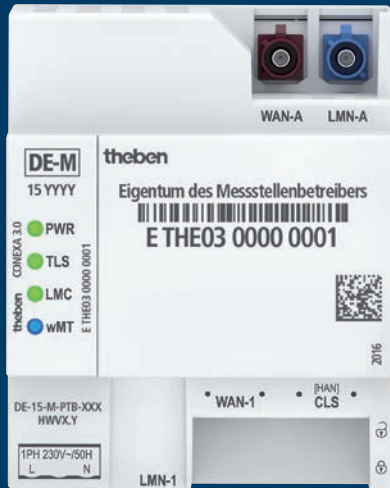 WAN-A LMN-A
DE-M
15 YYYY
theben
Eigentum des Messstellenbetreibers
E THE03 0000 0001
theben CONEXA 3.0
E THE03 0000 0001
PWR
TLS
LMC
wMT
2016
DE-15-M-PTB-XXX
HWVX.Y
1PH 230V~/50H
L N
LMN-1
WAN-1
[HAN]
CLS